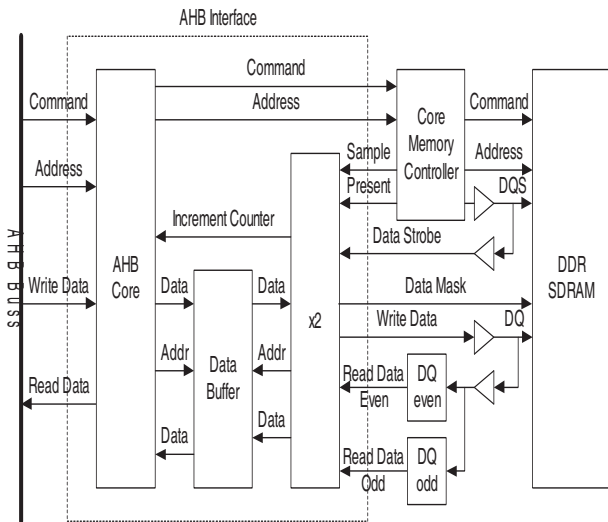 AHB Interface
Command
Command
Command
Address
Core
Memory
Controller
Sample
Address
Address
Present
DQS
Increment Counter
Data Strobe
AHB Buss
AHB
Core
DDR
SDRAM
Write Data
Data
Data
x2
Data Mask
Write Data
DQ
Addr
Data
Buffer
Addr
Read Data
Even
DQ
even
Read Data
Data
Data
Read Data
Odd
DQ
odd